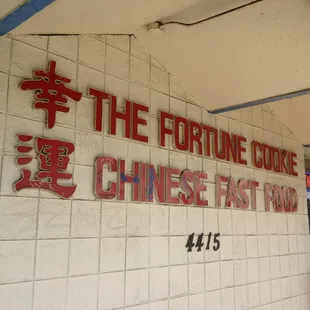 幸運
THE FORTUNE COOKIE
CHINESE FAST FOOD
4415